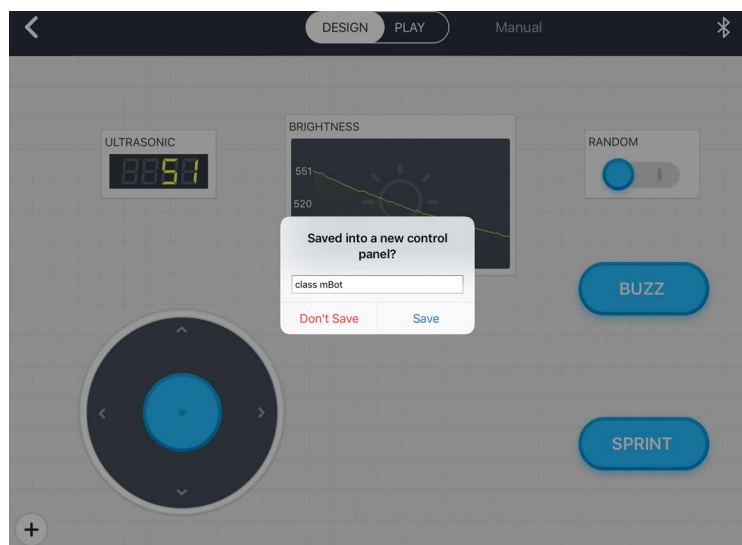 DESIGN PLAY Manual
ULTRASONIC
51
BRIGHTNESS
551
520
RANDOM
Saved into a new control
panel?
class mBot
Don't Save Save
BUZZ
SPRINT